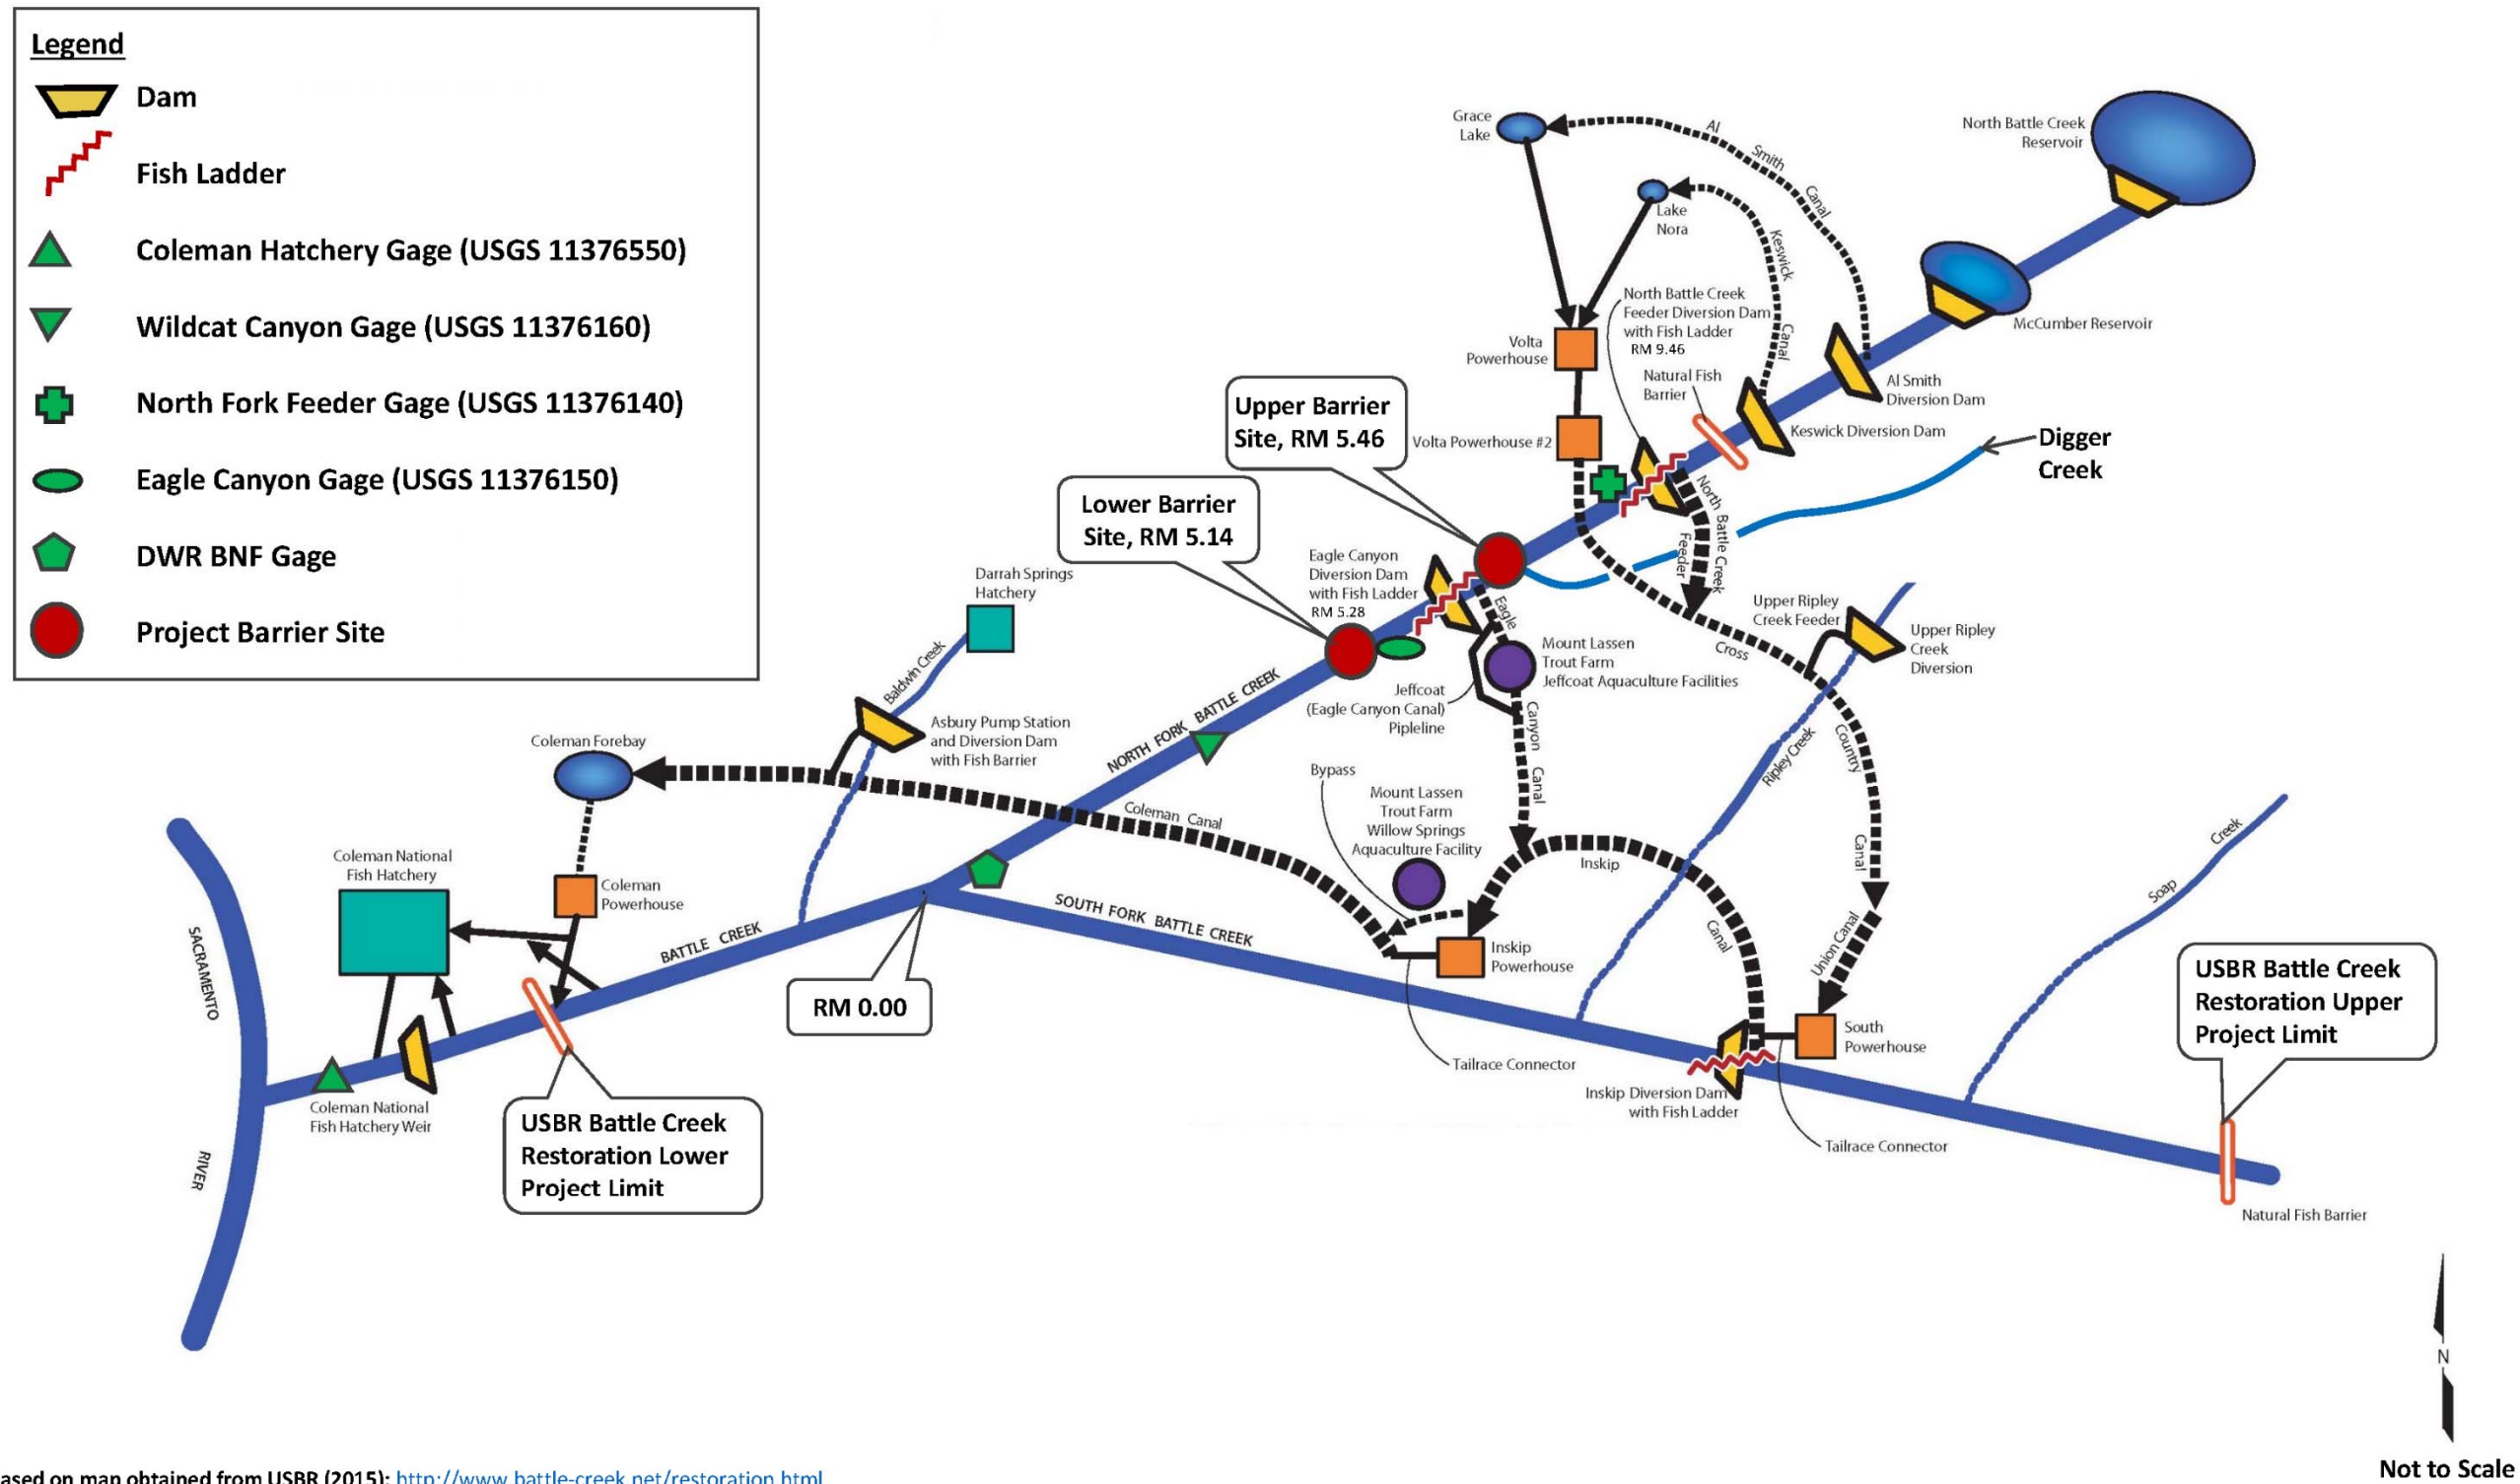 Legend
Dam
Fish Ladder
Coleman Hatchery Gage (USGS 11376550)
Wildcat Canyon Gage (USGS 11376160)
North Fork Feeder Gage (USGS 11376140)
Eagle Canyon Gage (USGS 11376150)
DWR BNF Gage
Project Barrier Site
Grace
Lake
Al
Smith
Canal
North Battle Creek
Reservoir
Lake
Nora
Keswick
Canal
McCumber Reservoir
North Battle Creek
Feeder Diversion Dam
with Fish Ladder
RM 9.46
Volta
Powerhouse
Natural Fish
Barrier
Al Smith
Diversion Dam
Keswick Diversion Dam
Upper Barrier
Site, RM 5.46
Volta Powerhouse #2
Digger
Creek
North Battle Creek
Feeder
Lower Barrier
Site, RM 5.14
Eagle Canyon
Diversion Dam
with Fish Ladder
RM 5.28
Darrah Springs
Hatchery
Baldwin Creek
Eagle
Canyon
Canal
Mount Lassen
Trout Farm
Jeffcoat Aquaculture Facilities
Jeffcoat
(Eagle Canyon Canal)
Pipleline
Cross
Country
Canal
Upper Ripley
Creek Feeder
Upper Ripley
Creek
Diversion
Ripley Creek
Asbury Pump Station
and Diversion Dam
with Fish Barrier
NORTH FORK BATTLE CREEK
Coleman Forebay
Coleman Canal
Bypass
Mount Lassen
Trout Farm
Willow Springs
Aquaculture Facility
Inskip
Canal
Soap
Creek
Coleman National
Fish Hatchery
Coleman
Powerhouse
SACRAMENTO
RIVER
BATTLE CREEK
SOUTH FORK BATTLE CREEK
RM 0.00
Inskip
Powerhouse
Union Canal
South
Powerhouse
Tailrace Connector
Inskip Diversion Dam
with Fish Ladder
Tailrace Connector
USBR Battle Creek
Restoration Upper
Project Limit
Coleman National
Fish Hatchery Weir
USBR Battle Creek
Restoration Lower
Project Limit
Natural Fish Barrier
N
Not to Scale
ased on map obtained from USBR (2015): http://www.battle-creek.net/restoration.html